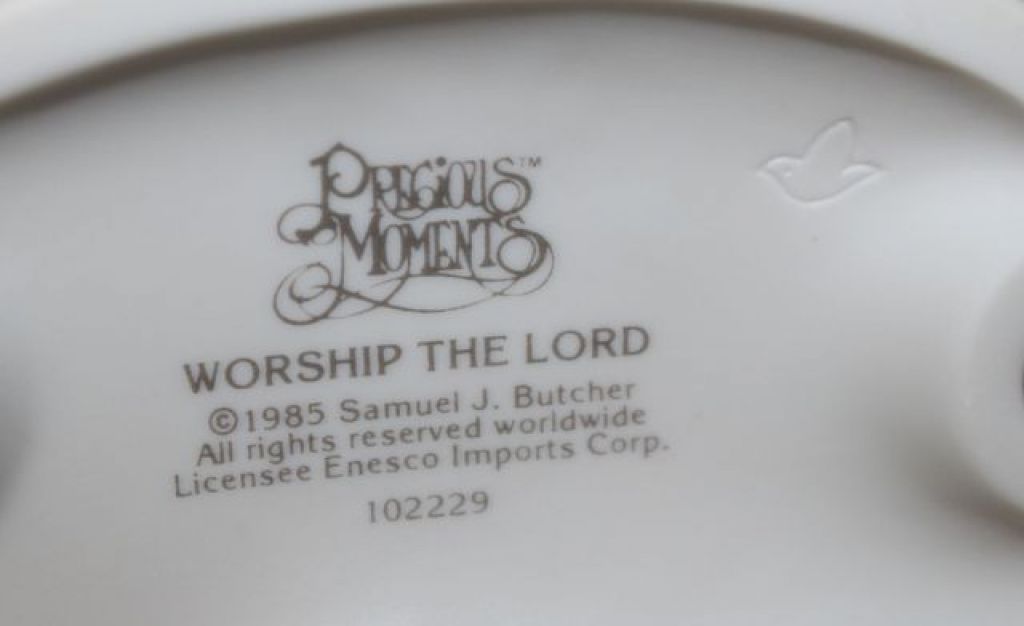 PRECIOUS™
MOMENTS
WORSHIP THE LORD
©1985 Samuel J. Butcher
All rights reserved worldwide
Licensee Enesco Imports Corp.
102229